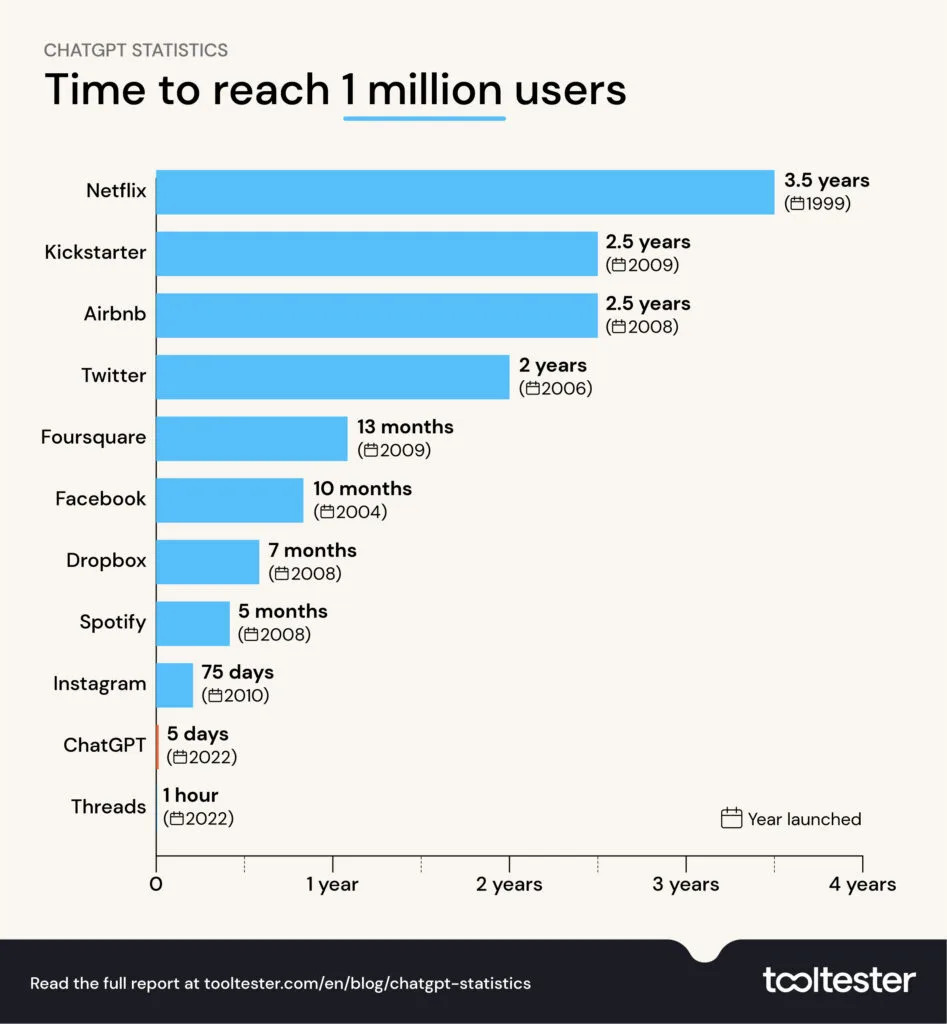 CHATGPT STATISTICS
Time to reach 1 million users
Netflix
3.5 years
(1999)
Kickstarter
2.5 years
(2009)
Airbnb
2.5 years
(2008)
Twitter
2 years
(2006)
Foursquare
13 months
(2009)
Facebook
10 months
(2004)
Dropbox
7 months
(2008)
Spotify
5 months
(2008)
Instagram
75 days
(2010)
ChatGPT
5 days
(2022)
Threads
1 hour
(2022)
Year launched
0 1 year 2 years 3 years 4 years
Read the full report at tooltester.com/en/blog/chatgpt-statistics
tooltester